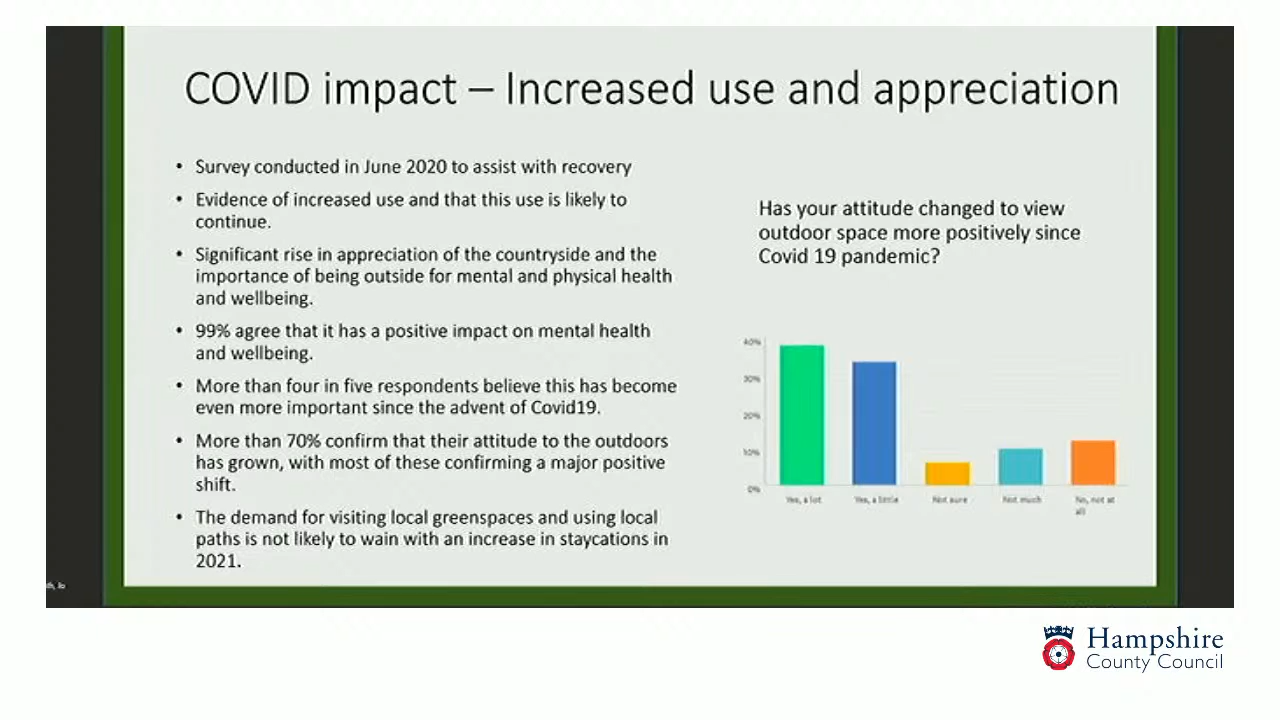 COVID impact – Increased use and appreciation
• Survey conducted in June 2020 to assist with recovery
• Evidence of increased use and that this use is likely to
continue.
• Significant rise in appreciation of the countryside and the
importance of being outside for mental and physical health
and wellbeing.
• 99% agree that it has a positive impact on mental health
and wellbeing.
• More than four in five respondents believe this has become
even more important since the advent of Covid19.
• More than 70% confirm that their attitude to the outdoors
has grown, with most of these confirming a major positive
shift.
• The demand for visiting local greenspaces and using local
paths is not likely to wain with an increase in staycations in
2021.
Has your attitude changed to view
outdoor space more positively since
Covid 19 pandemic?
40%
30%
20%
10%
0%
Yes, a lot
Yes, a little
Not sure
Not much
No, not at
all
Hampshire
County Council